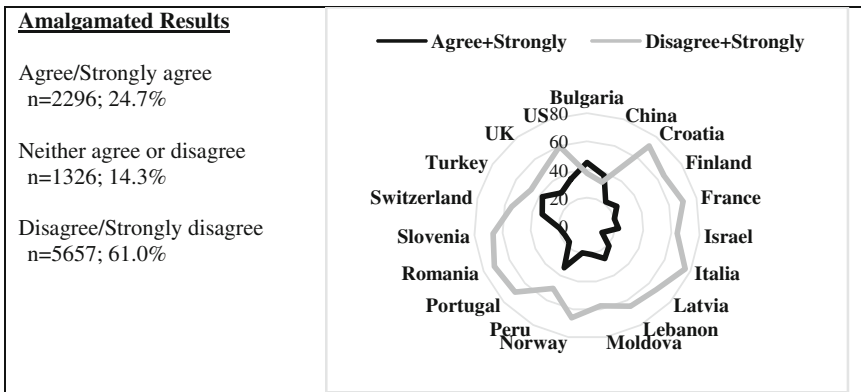 Amalgamated Results
Agree/Strongly agree
n=2296; 24.7%
Neither agree or disagree
n=1326; 14.3%
Disagree/Strongly disagree
n=5657; 61.0%
Agree+Strongly
Disagree+Strongly
Bulgaria
China
Croatia
Finland
France
Israel
Italia
Latvia
Lebanon
Moldova
Norway
Peru
Portugal
Romania
Slovenia
Switzerland
Turkey
UK
US
80
60
40
20
0